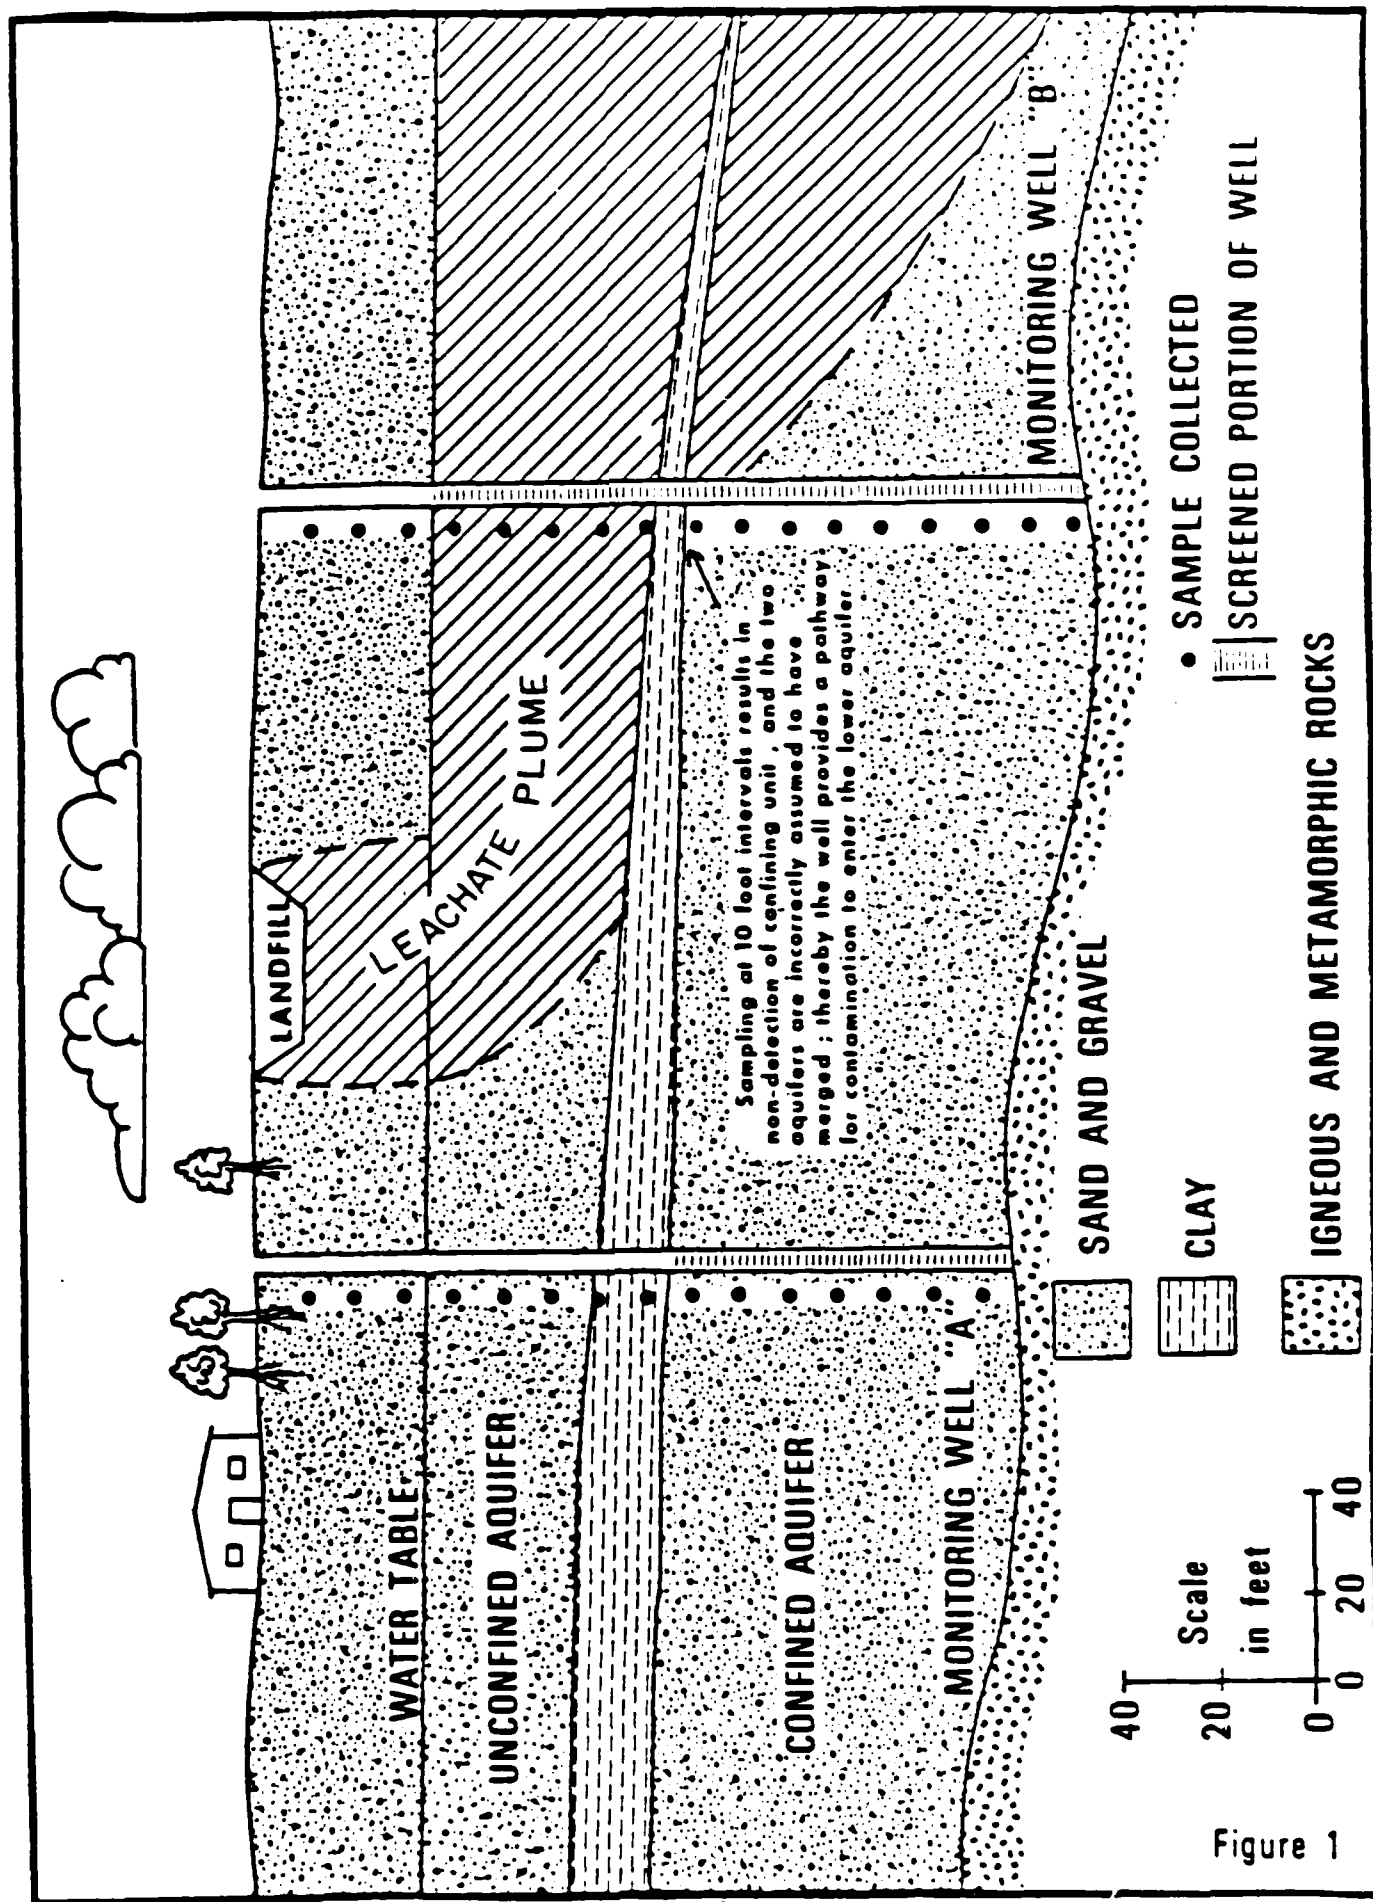 LANDFILL
LEACHATE PLUME
WATER TABLE
UNCONFINED AQUIFER
Sampling at 10 foot intervals results in
non-detection of confining unit, and the two
aquifers are incorrectly assumed to have
merged ; thereby the well provides a pathway
for contamination to enter the lower aquifer.
CONFINED AQUIFER
MONITORING WELL "A"
MONITORING WELL "B"
SAND AND GRAVEL
CLAY
IGNEOUS AND METAMORPHIC ROCKS
SAMPLE COLLECTED
SCREENED PORTION OF WELL
Scale
in feet
40
20
0
0
20
40
Figure 1